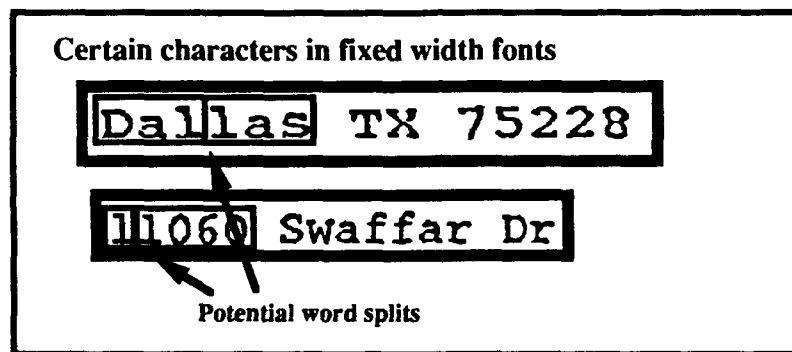 Certain characters in fixed width fonts
Dallas TX 75228
11060 Swaffar Dr
Potential word splits